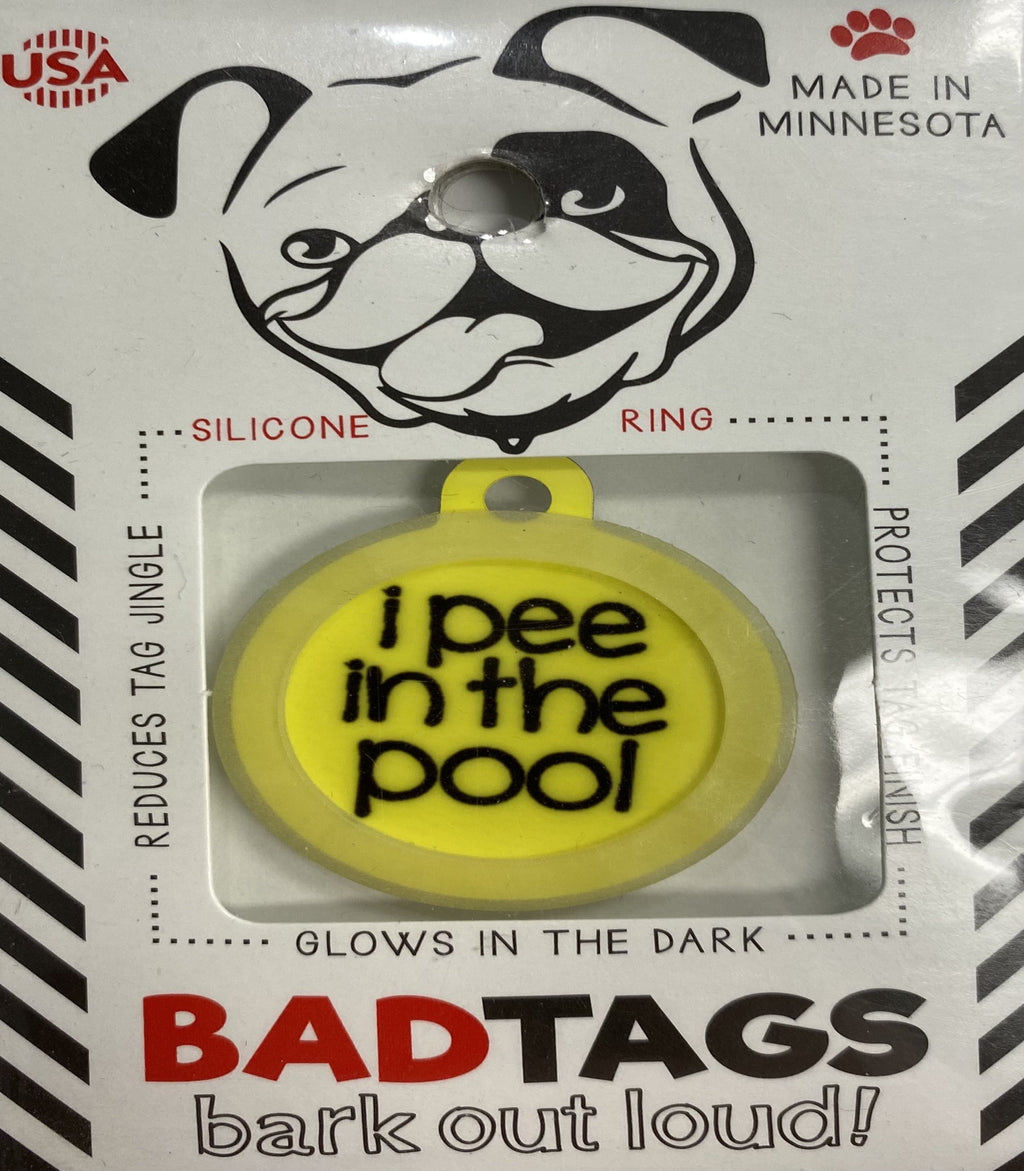 USA
MADE IN
MINNESOTA
SILICONE RING
REDUCES TAG JINGLE
PROTECTS TAG FINISH
i pee
in the
pool
GLOWS IN THE DARK
BADTAGS
bark out loud!